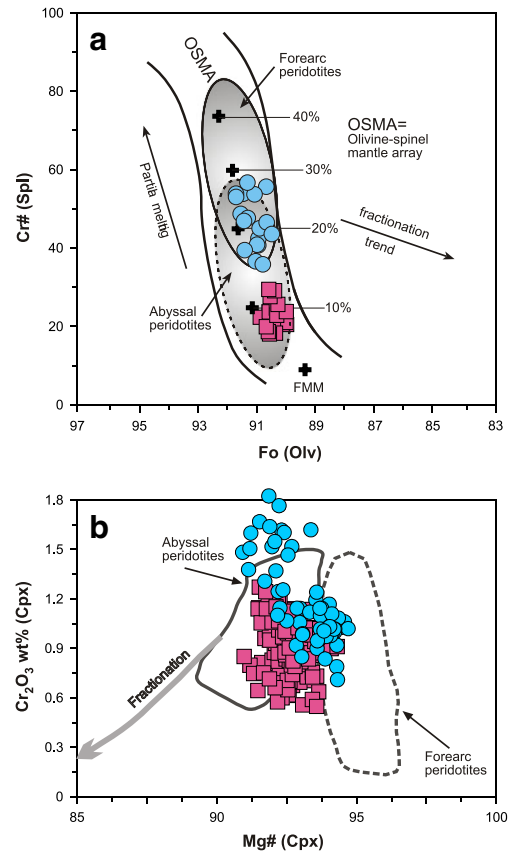 a
100
80
60
40
20
0
Cr# (Spl)
OSMA
Forearc
peridotites
40%
30%
20%
10%
OSMA=
Olivine-spinel
mantle array
Partial meltig
fractionation
trend
Abyssal
peridotites
FMM
97
95
93
91
89
87
85
83
Fo (Olv)
b
1.8
1.5
1.2
0.9
0.6
0.3
0
Cr2O3 wt% (Cpx)
Abyssal
peridotites
Fractionation
Forearc
peridotites
85
90
95
100
Mg# (Cpx)